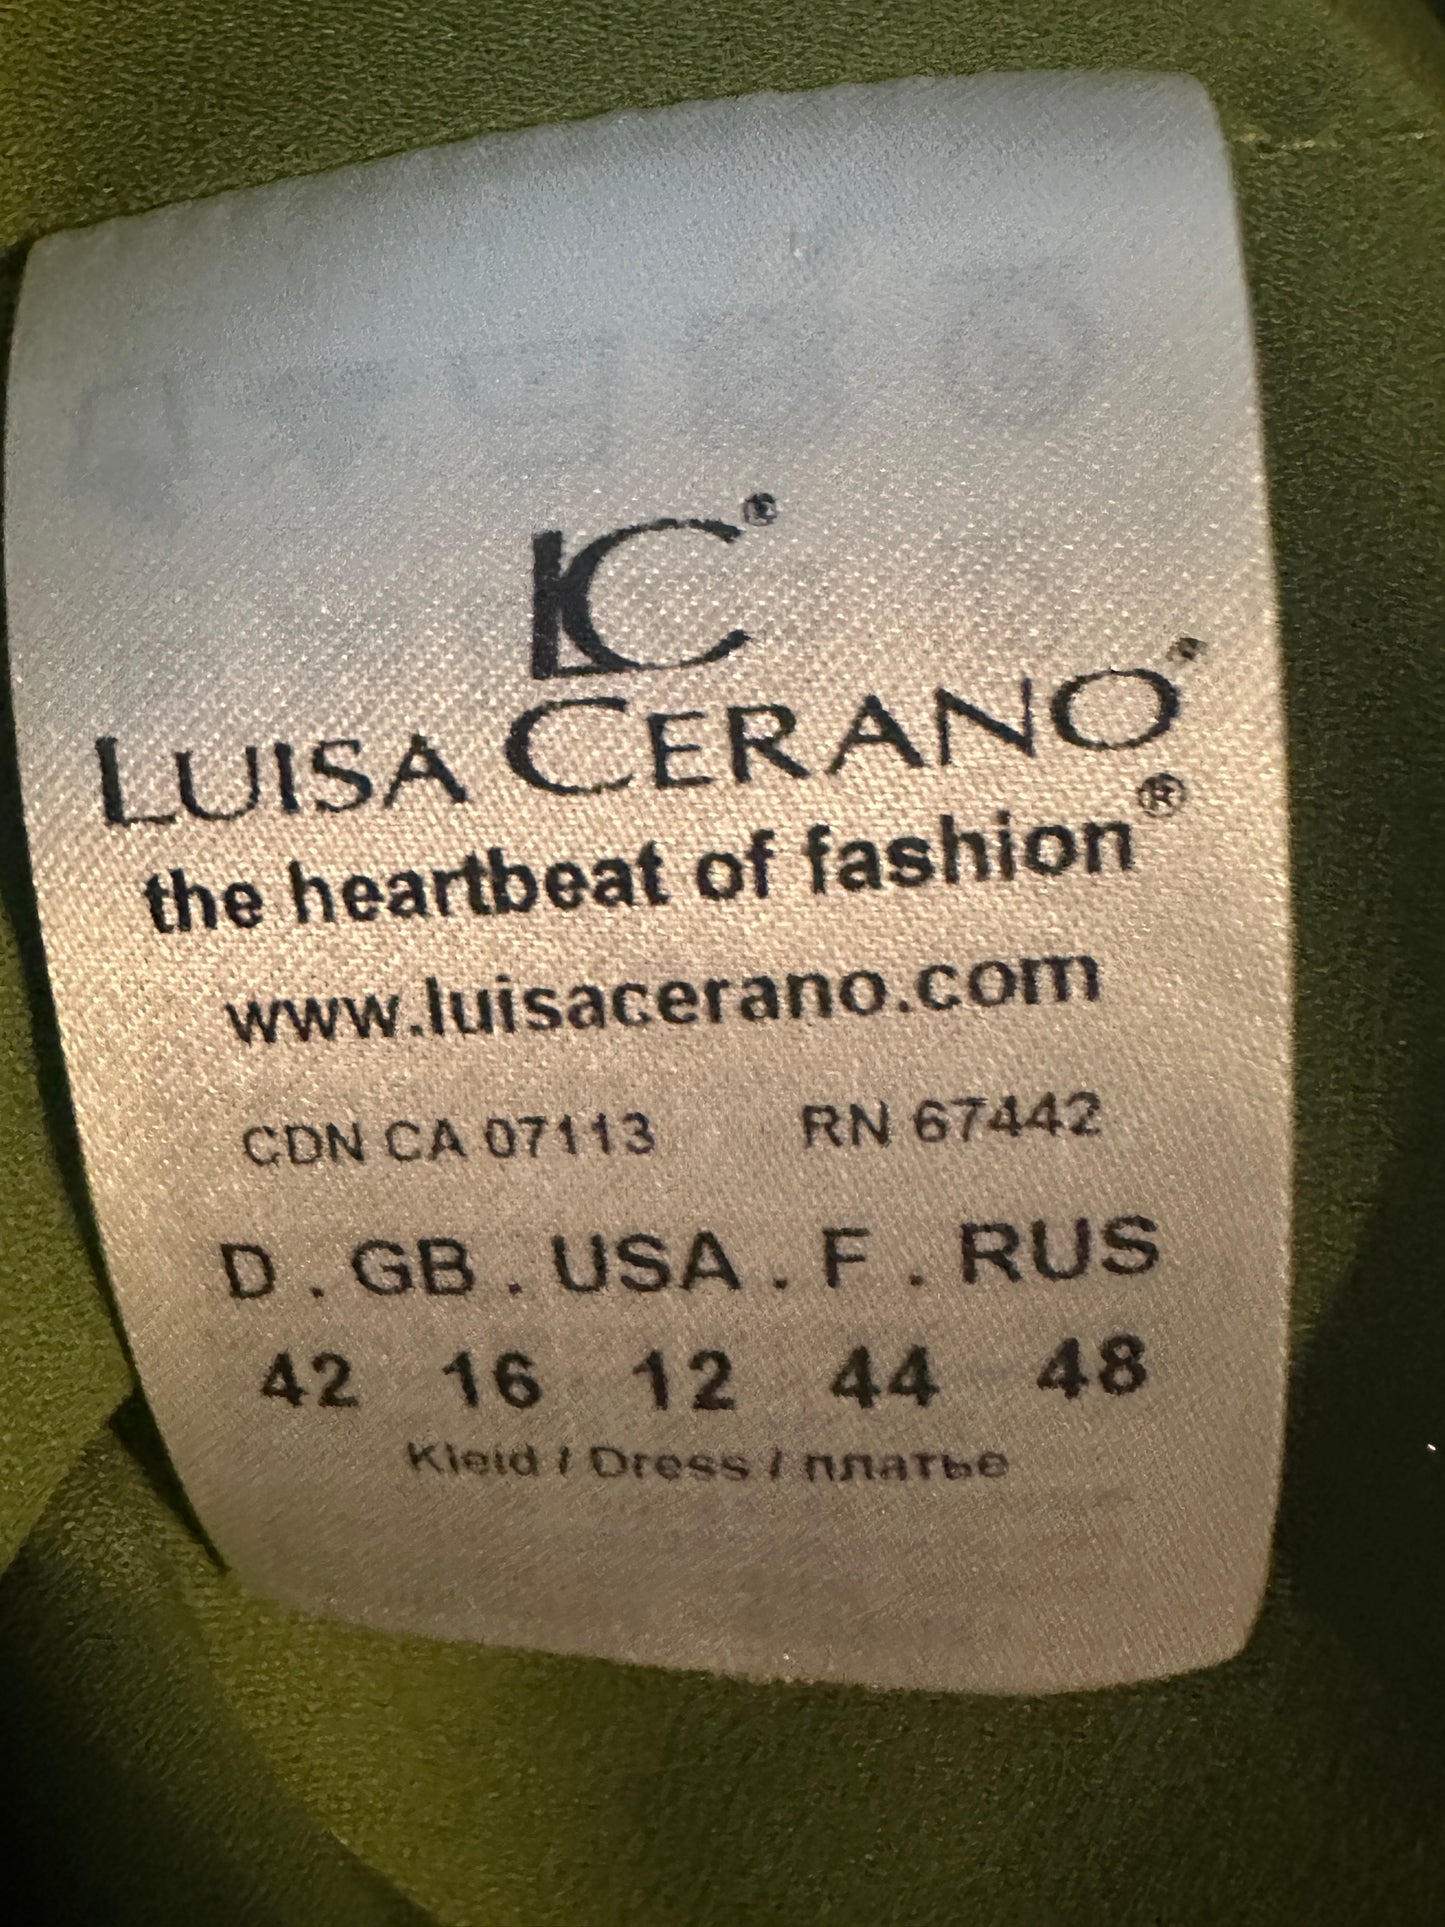 LC®
LUISA CERANO
the heartbeat of fashion®
www.luisacerano.com
CDN CA 07113 RN 67442
D . GB . USA . F . RUS
42 16 12 44 48
Kleid / Dress / платье